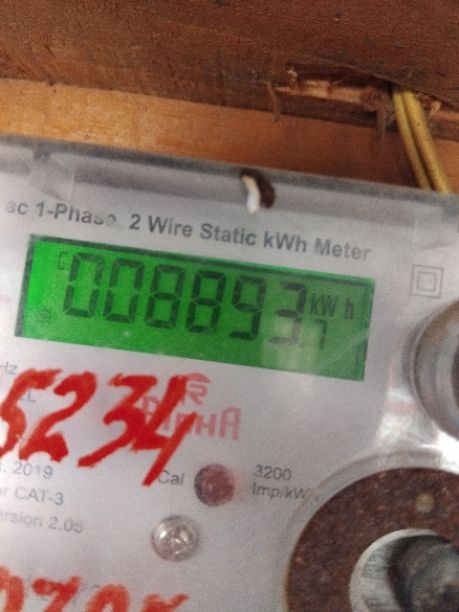 ac 1-Phase 2 Wire Static kWh Meter
008893.7 kWh
5234
ALPHA
2019
Cal
3200
CAT-3
Imp/kW
ersion 2.05